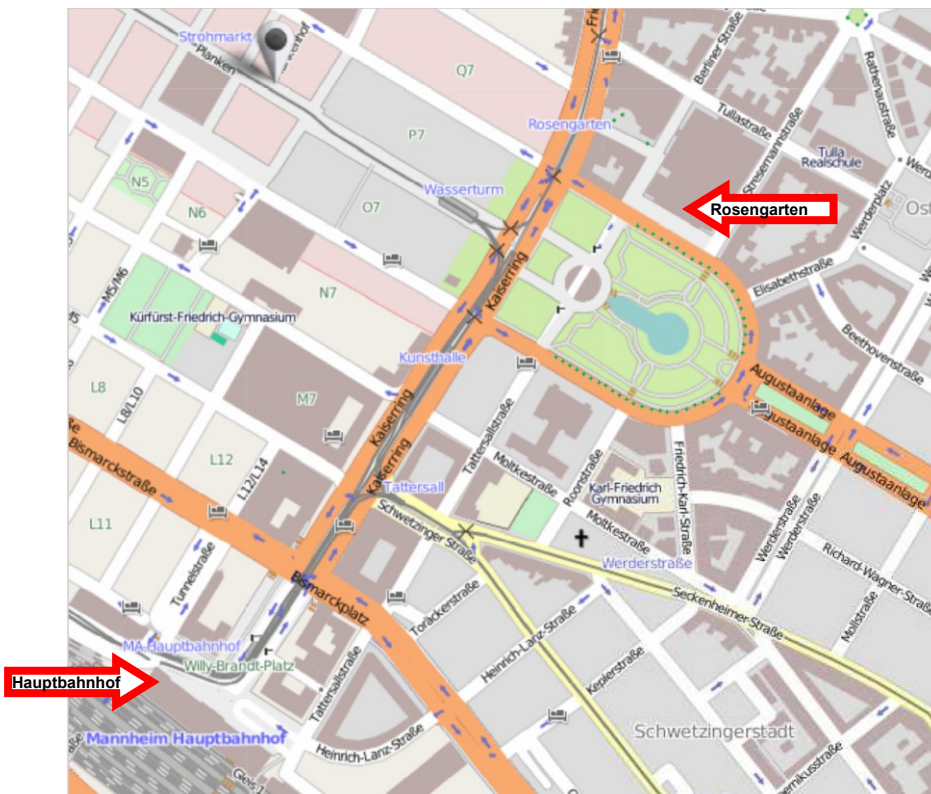 Strohmarkt
Planken
Q7
Berliner Straße
Rathenaustraße
P7
Rosengarten
Tullastraße
Stresemannstraße
Tulla
Realschule
N5
Wasserturm
Rosengarten
Werderplatz
N6
O7
Elisabethstraße
M5/M6
N7
Kaiserring
Kürfürst-Friedrich-Gymnasium
Beethovenstraße
Kunsthalle
L8
L8/L10
M7
Kaiserring
Kaiserring
Tattersallstraße
Augustaanlage
Augustaanlage
Bismarckstraße
L12
L12/L14
Tattersall
Moltkestraße
Roonstraße
Karl-Friedrich
Gymnasium
Friedrich-Karl-Straße
L11
Schwetzinger Straße
Moltkestraße
Werderstraße
Werderstraße
Tunnelstraße
Werderstraße
Richard-Wagner-Straße
Bismarckplatz
Seckenheimer-Straße
Mollstraße
Toräckerstraße
MA Hauptbahnhof
Willy-Brandt-Platz
Heinrich-Lanz-Straße
Hauptbahnhof
Tattersallstraße
Keplerstraße
Mannheim Hauptbahnhof
Heinrich-Lanz-Straße
Schwetzingerstadt